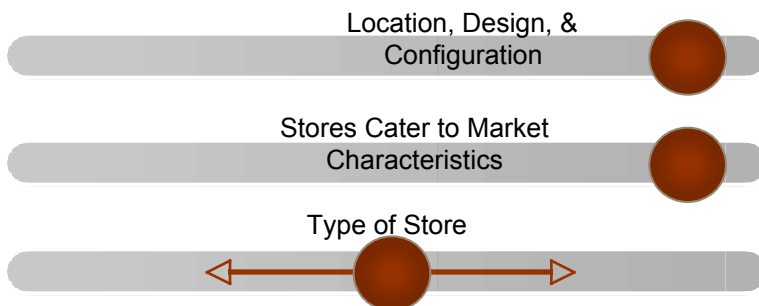 Location, Design, &
Configuration
Stores Cater to Market
Characteristics
Type of Store